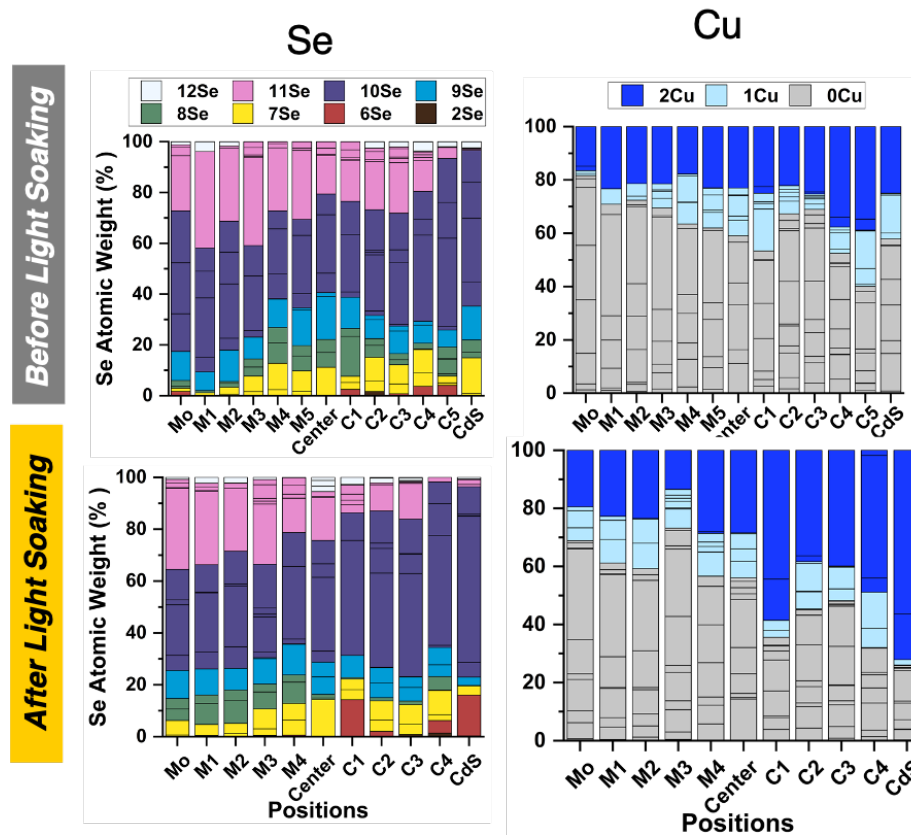 Se
Cu
Before Light Soaking
12Se 11Se 10Se 9Se
8Se 7Se 6Se 2Se
Se Atomic Weight (%)
100
80
60
40
20
0
Mo M1 M2 M3 M4 M5 Center C1 C2 C3 C4 C5 CdS
2Cu 1Cu 0Cu
100
80
60
40
20
0
Mo M1 M2 M3 M4 M5 Center C1 C2 C3 C4 C5 CdS
After Light Soaking
Se Atomic Weight (%)
100
80
60
40
20
0
Mo M1 M2 M3 M4 Center C1 C2 C3 C4 CdS
Positions
100
80
60
40
20
0
Mo M1 M2 M3 M4 Center C1 C2 C3 C4 CdS
Positions